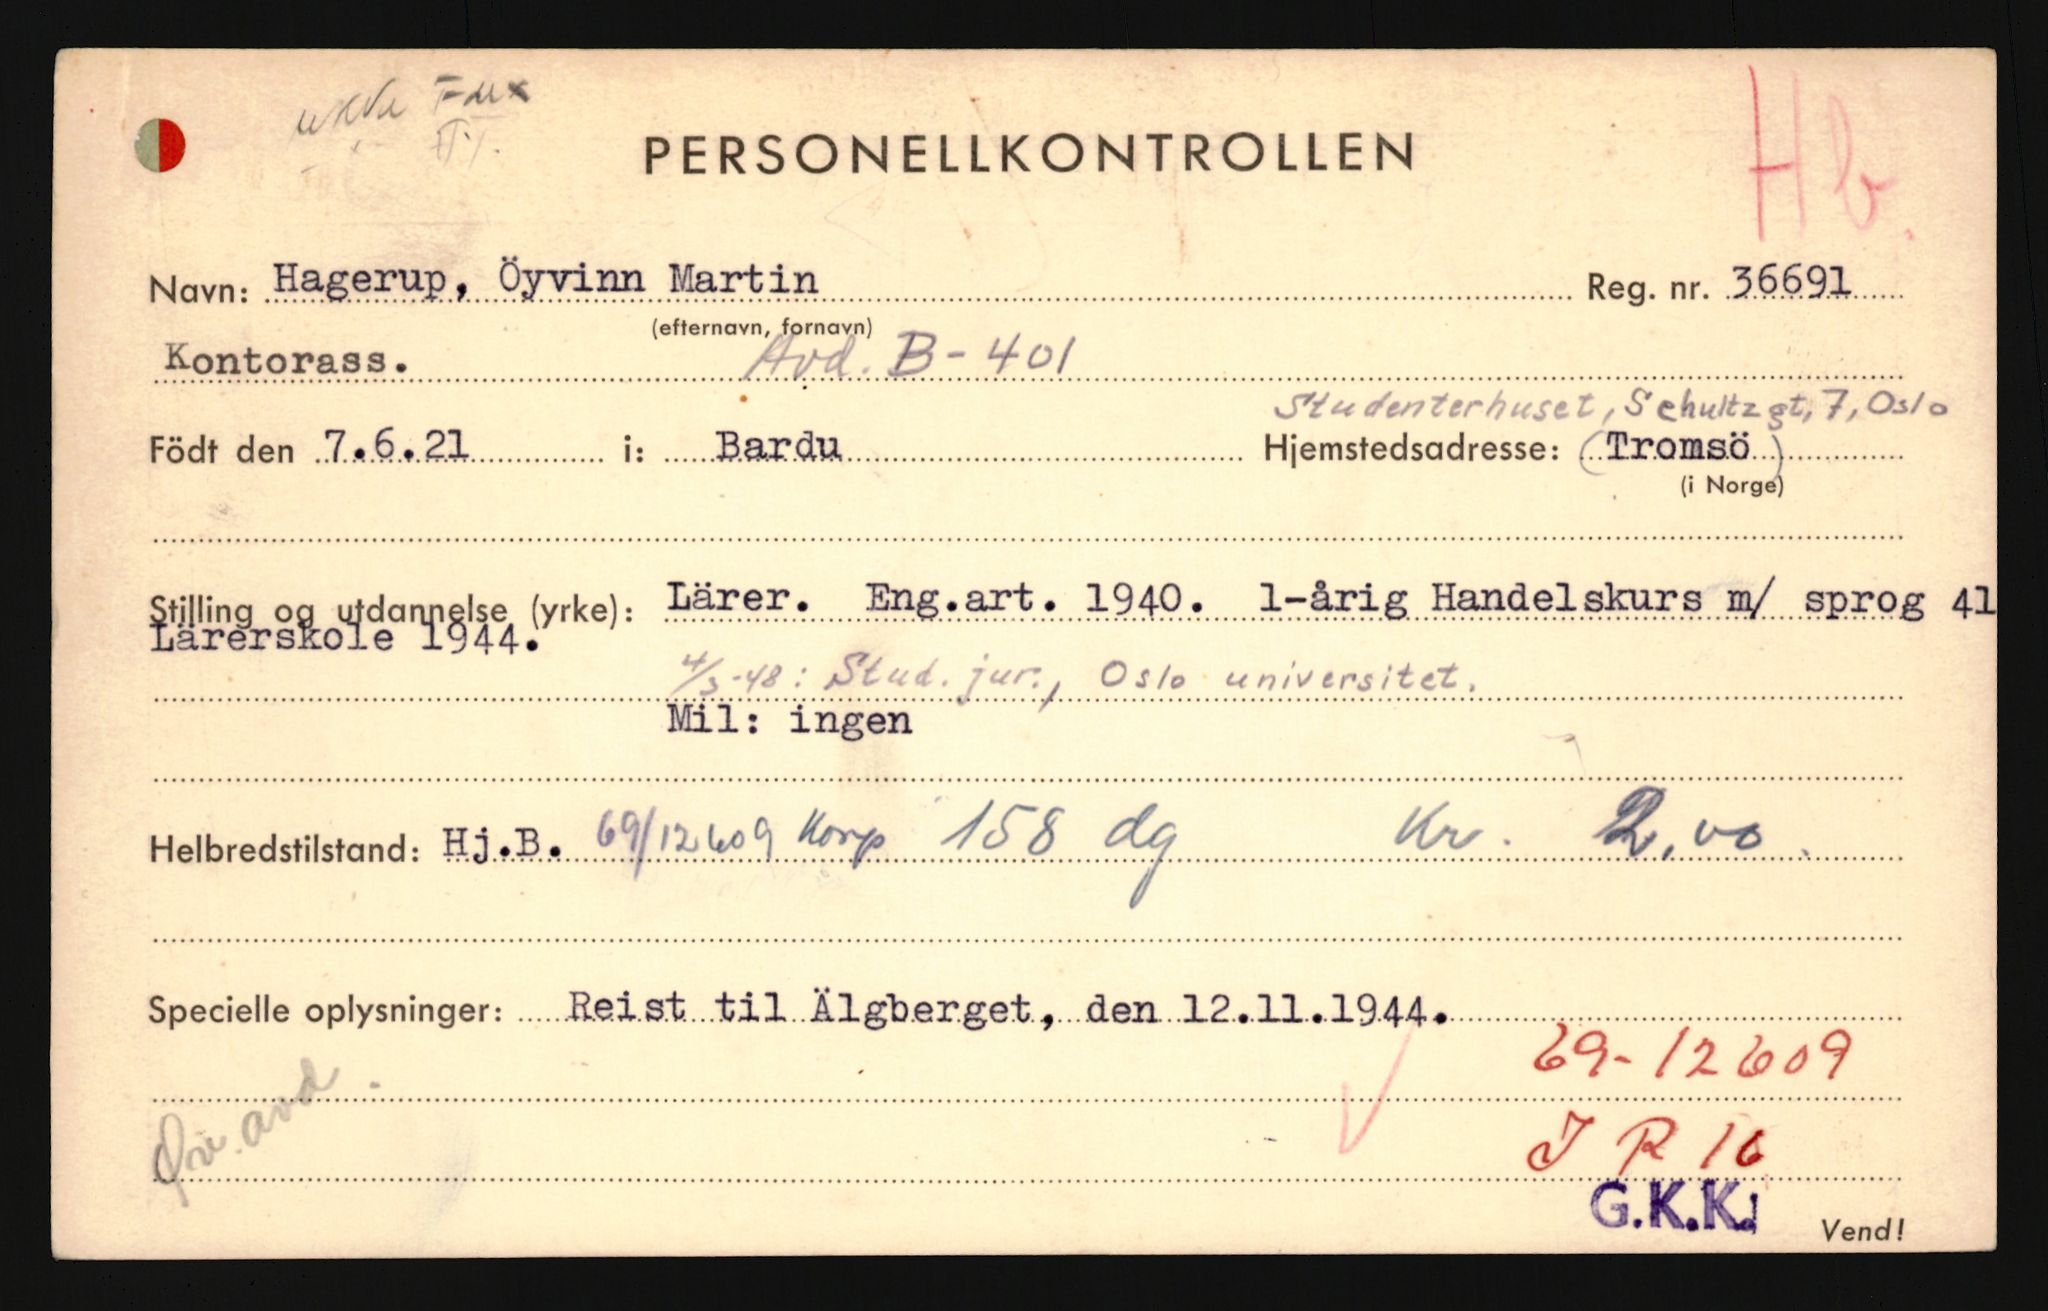 PERSONELLKONTROLLEN
Hb.
Navn: Hagerup, Öyvinn Martin Reg. nr. 36691
(efternavn, fornavn)
Kontorass. Avd. B-401
Studenterhuset, Schultzgt, 7, Oslo
Födt den 7.6.21 i: Bardu Hjemstedsadresse: (Tromsö)
(i Norge)
Stilling og utdannelse (yrke): Lärer. Eng.art. 1940. 1-årig Handelskurs m/ sprog 41
Lärerskole 1944.
4/3-48: Stud. jur., Oslo universitet.
Mil: ingen
Helbredstilstand: Hj.B. 69/12609 Korp 158 dg Kr. 2,00.
Specielle oplysninger: Reist til Älgberget, den 12.11.1944.
69-12609
Öv. avd.
I R 16
G.K.K.
Vend!